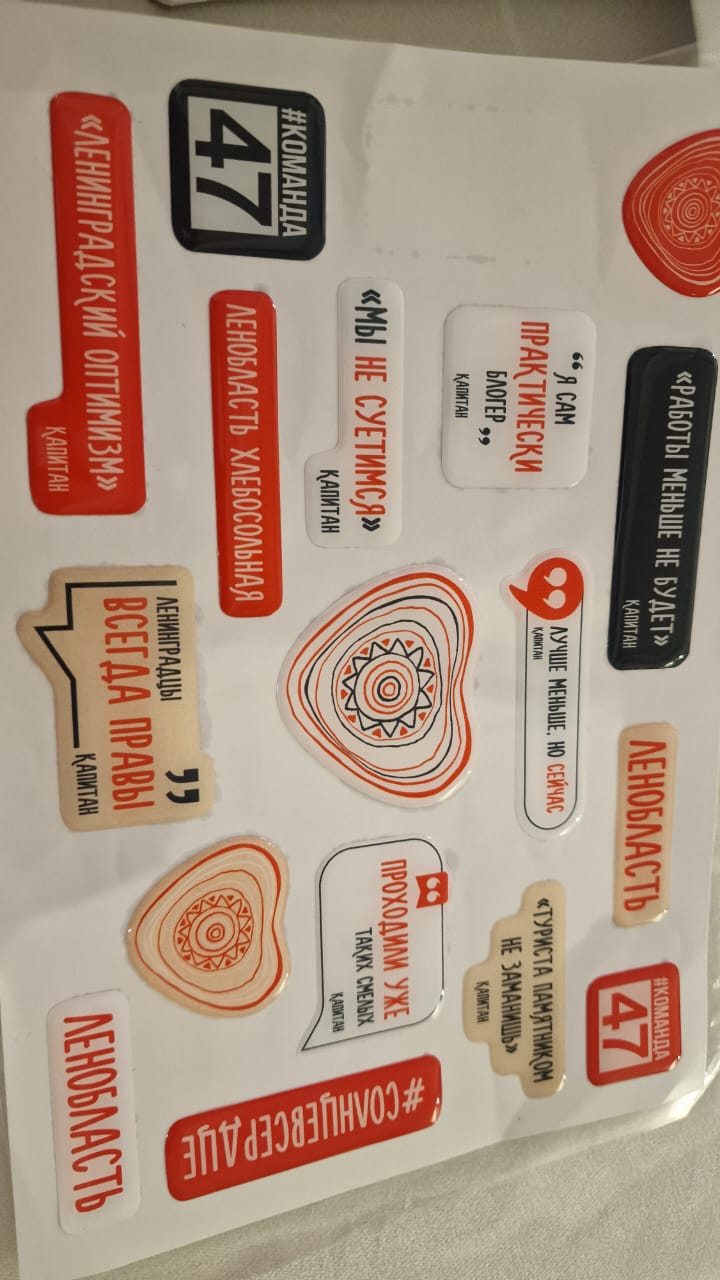 «РАБОТЫ МЕНЬШЕ НЕ БУДЕТ»
КАПИТАН
ЛЕНОБЛАСТЬ
#КОМАНДА
47
“Я САМ
ПРАКТИЧЕСКИ
БЛОГЕР”
КАПИТАН
ЛУЧШЕ МЕНЬШЕ, НО СЕЙЧАС
КАПИТАН
«ТУРИСТА ПАМЯТНИКОМ
НЕ ЗАМАНИШЬ»
КАПИТАН
«МЫ НЕ СУЕТИМСЯ»
КАПИТАН
ПРОХОДИЛИ УЖЕ
ТАКИХ СМЕЛЫХ
КАПИТАН
#КОМАНДА
47
ЛЕНОБЛАСТЬ ХЛЕБОСОЛЬНАЯ
#СОЛНЦЕВСЕРДЦЕ
«ЛЕНИНГРАДСКИЙ ОПТИМИЗМ»
КАПИТАН
ЛЕНИНГРАДЦЫ
ВСЕГДА ПРАВЫ”
КАПИТАН
ЛЕНОБЛАСТЬ